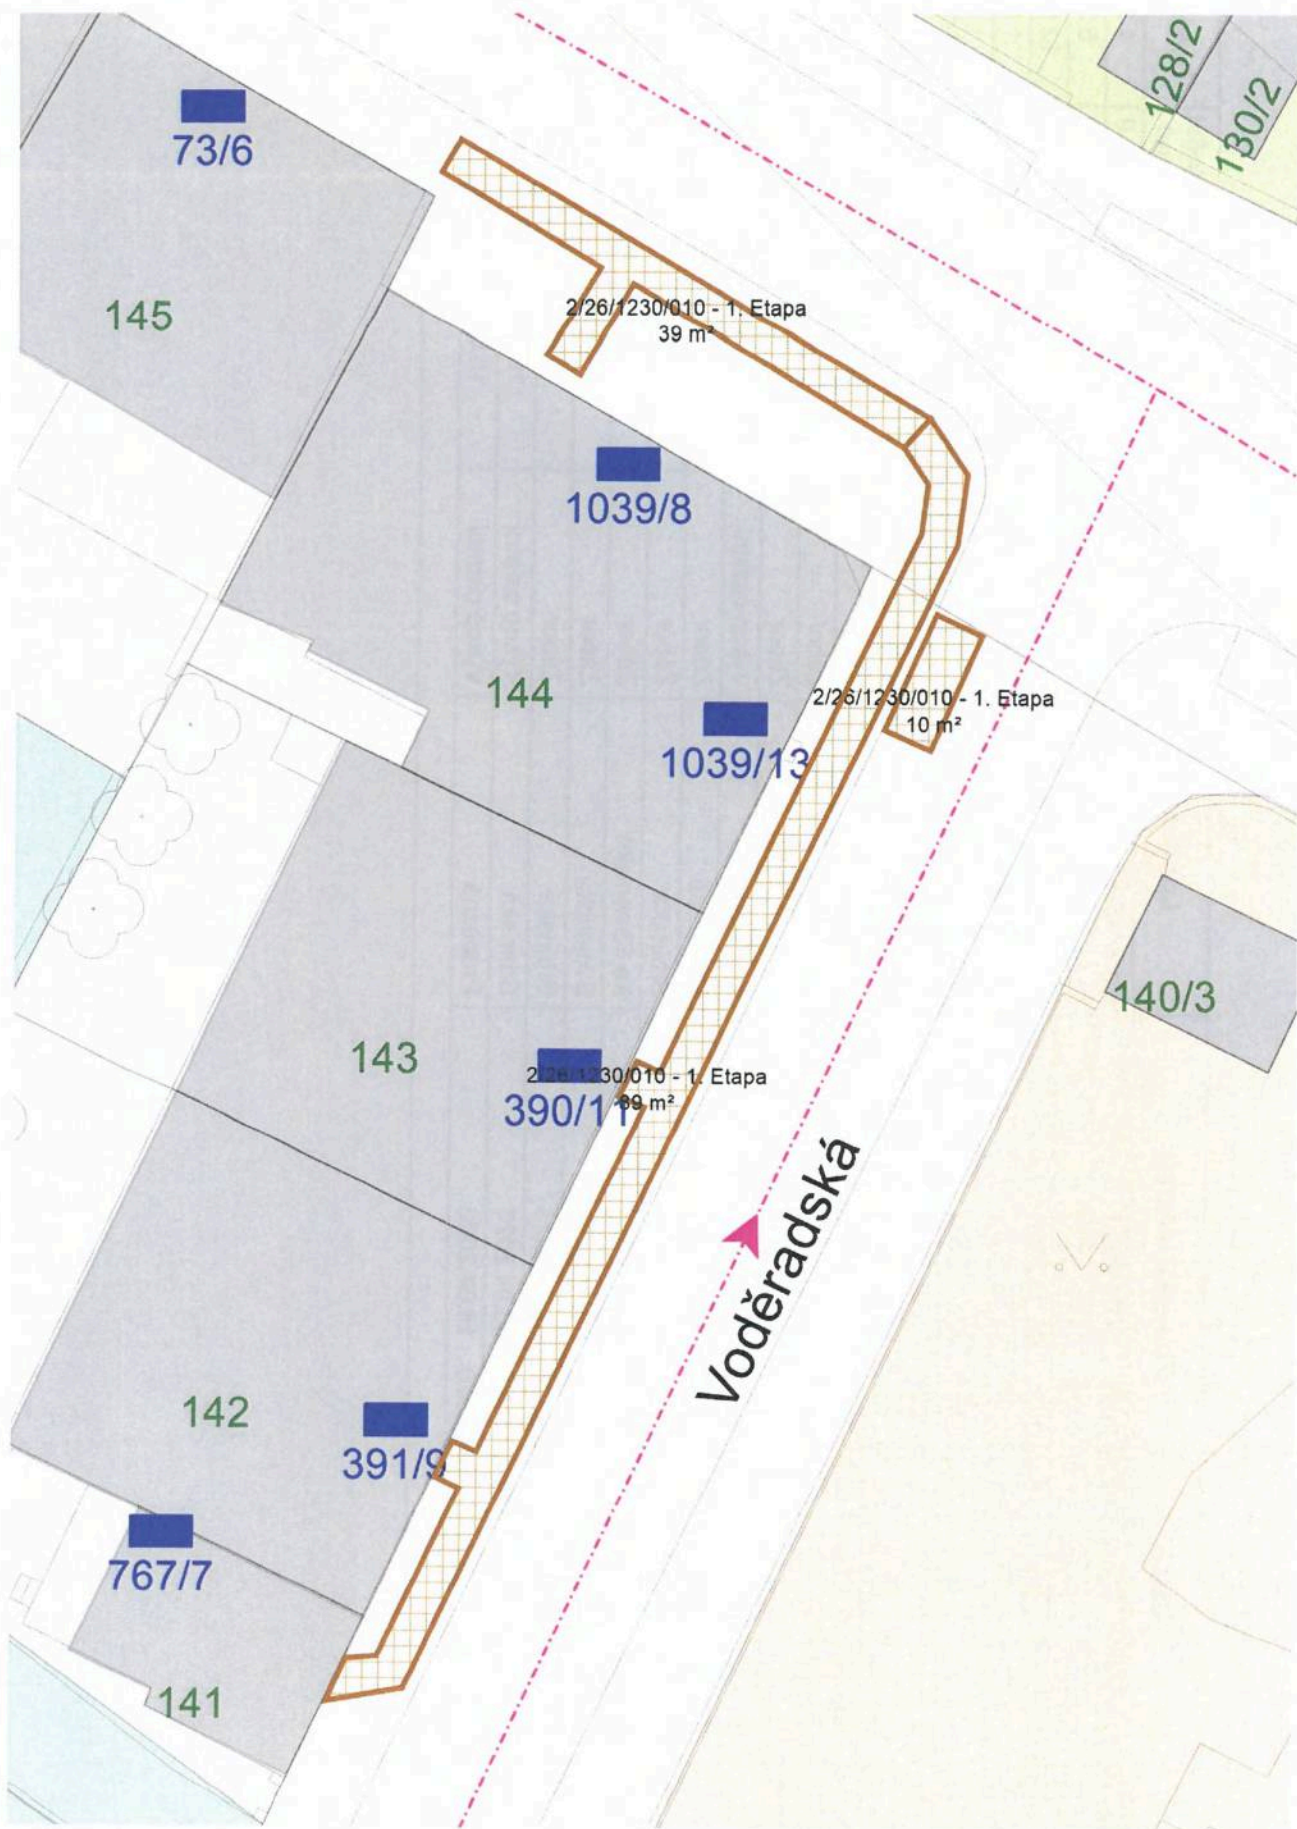 128/2
130/2
73/6
145
2/26/1230/010 - 1. Etapa
39 m²
1039/8
144
2/26/1230/010 - 1. Etapa
10 m²
1039/13
140/3
143
2/26/1230/010 - 1. Etapa
89 m²
390/11
Voděradská
142
391/9
767/7
141